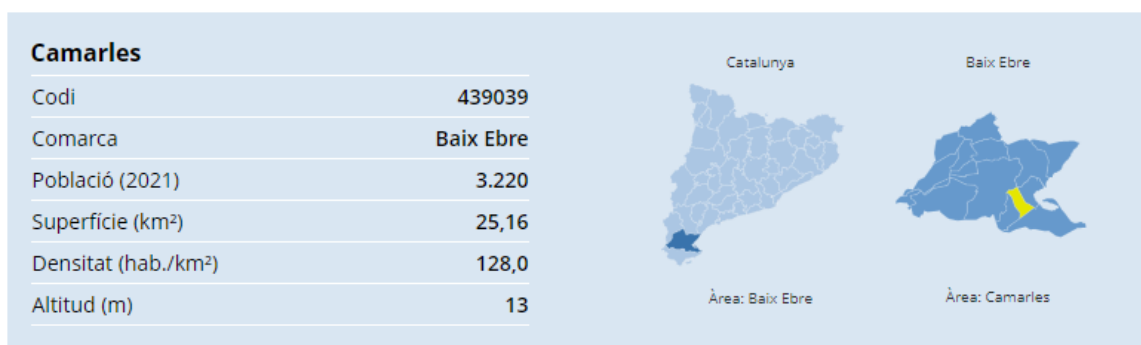 Camarles
Codi 439039
Comarca Baix Ebre
Població (2021) 3.220
Superfície (km²) 25,16
Densitat (hab./km²) 128,0
Altitud (m) 13
Catalunya
Àrea: Baix Ebre
Baix Ebre
Àrea: Camarles